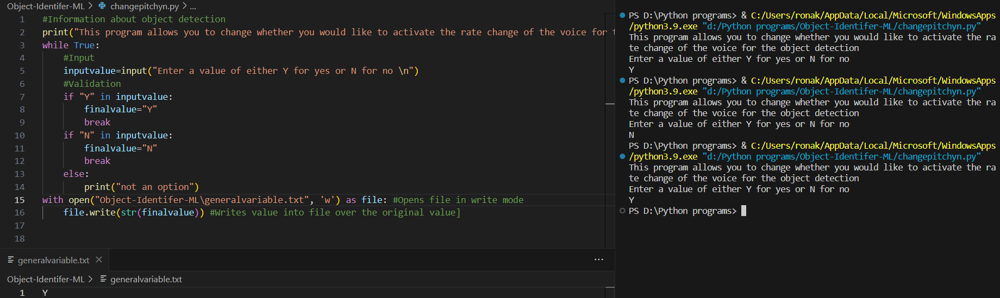 Object-Identifer-ML > changepitchyn.py > ...
1 #Information about object detection
2 print("This program allows you to change whether you would like to activate the rate change of the voice for
3 while True:
4 #Input
5 inputvalue=input("Enter a value of either Y for yes or N for no \n")
6 #Validation
7 if "Y" in inputvalue:
8 finalvalue="Y"
9 break
10 if "N" in inputvalue:
11 finalvalue="N"
12 break
13 else:
14 print("not an option")
15 with open("Object-Identifer-ML\generalvariable.txt", 'w') as file: #Opens file in write mode
16 file.write(str(finalvalue)) #Writes value into file over the original value]
17
18
generalvariable.txt
Object-Identifer-ML > generalvariable.txt
1 Y
PS D:\Python programs> & C:/Users/ronak/AppData/Local/Microsoft/WindowsApps
/python3.9.exe "d:/Python programs/Object-Identifer-ML/changepitchyn.py"
This program allows you to change whether you would like to activate the ra
te change of the voice for the object detection
Enter a value of either Y for yes or N for no
Y
PS D:\Python programs> & C:/Users/ronak/AppData/Local/Microsoft/WindowsApps
/python3.9.exe "d:/Python programs/Object-Identifer-ML/changepitchyn.py"
This program allows you to change whether you would like to activate the ra
te change of the voice for the object detection
Enter a value of either Y for yes or N for no
N
PS D:\Python programs> & C:/Users/ronak/AppData/Local/Microsoft/WindowsApps
/python3.9.exe "d:/Python programs/Object-Identifer-ML/changepitchyn.py"
This program allows you to change whether you would like to activate the ra
te change of the voice for the object detection
Enter a value of either Y for yes or N for no
Y
PS D:\Python programs>